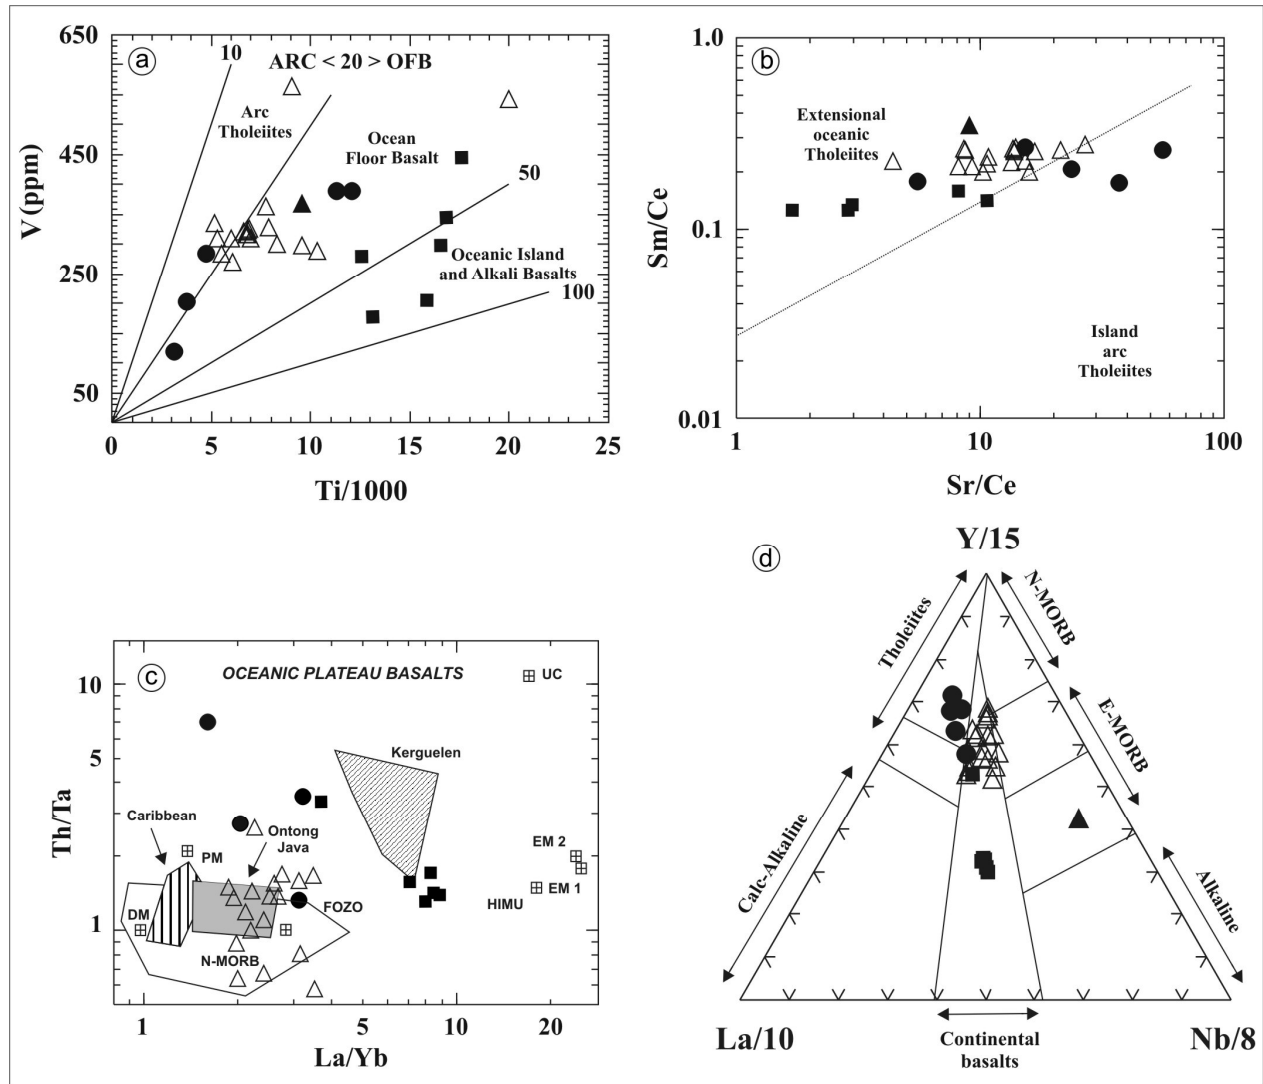 a
650
450
250
50
V (ppm)
10
ARC < 20 > OFB
Arc
Tholeiites
Ocean
Floor Basalt
50
Oceanic Island
and Alkali Basalts
100
0
5
10
15
20
25
Ti/1000
b
1.0
0.1
0.01
Sm/Ce
Extensional
oceanic
Tholeiites
Island
arc
Tholeiites
1
10
100
Sr/Ce
c
OCEANIC PLATEAU BASALTS
UC
10
5
1
Th/Ta
Kerguelen
Caribbean
Ontong
Java
PM
EM 2
EM 1
HIMU
FOZO
DM
N-MORB
1
2
5
10
20
La/Yb
d
Y/15
Tholeiites
N-MORB
E-MORB
Calc-Alkaline
Alkaline
La/10
Continental
basalts
Nb/8